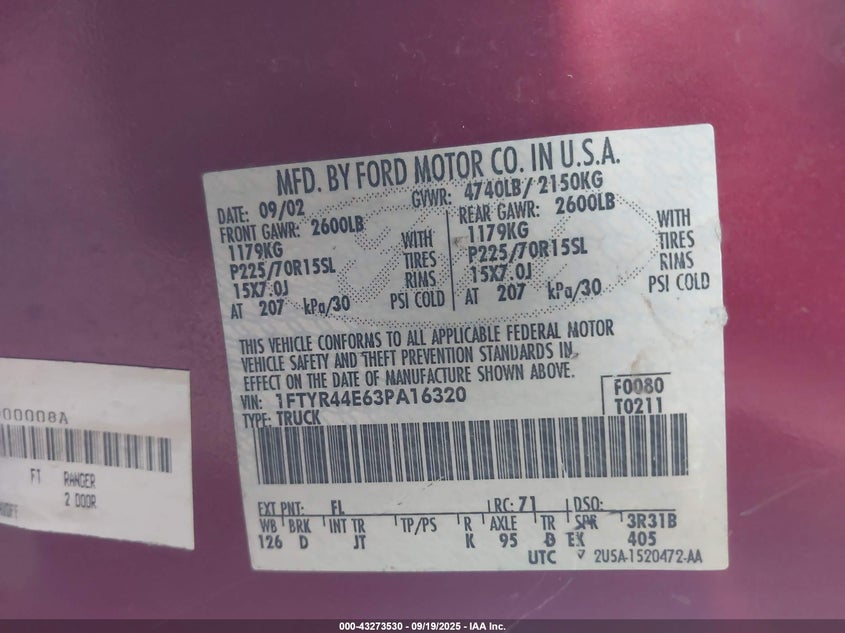 MFD. BY FORD MOTOR CO. IN U.S.A.
DATE: 09/02 GVWR: 4740LB/ 2150KG
FRONT GAWR: 2600LB REAR GAWR: 2600LB
1179KG WITH 1179KG WITH
P225/70R15SL TIRES P225/70R15SL TIRES
15X7.0J RIMS 15X7.0J RIMS
AT 207 kPa/30 PSI COLD AT 207 kPa/30 PSI COLD
THIS VEHICLE CONFORMS TO ALL APPLICABLE FEDERAL MOTOR
VEHICLE SAFETY AND THEFT PREVENTION STANDARDS IN
EFFECT ON THE DATE OF MANUFACTURE SHOWN ABOVE.
VIN: 1FTYR44E63PA16320 F0080
TYPE: TRUCK T0211
EXT PNT: FL RC: 71 DSO:
WB BRK INT TR TP/PS R AXLE TR SPR 3R31B
126 D JT K 95 B EX 405
UTC 2U5A-1520472-AA
00008A
FT RANGER
2 DOOR
000-43273530 - 09/19/2025 - IAA Inc.